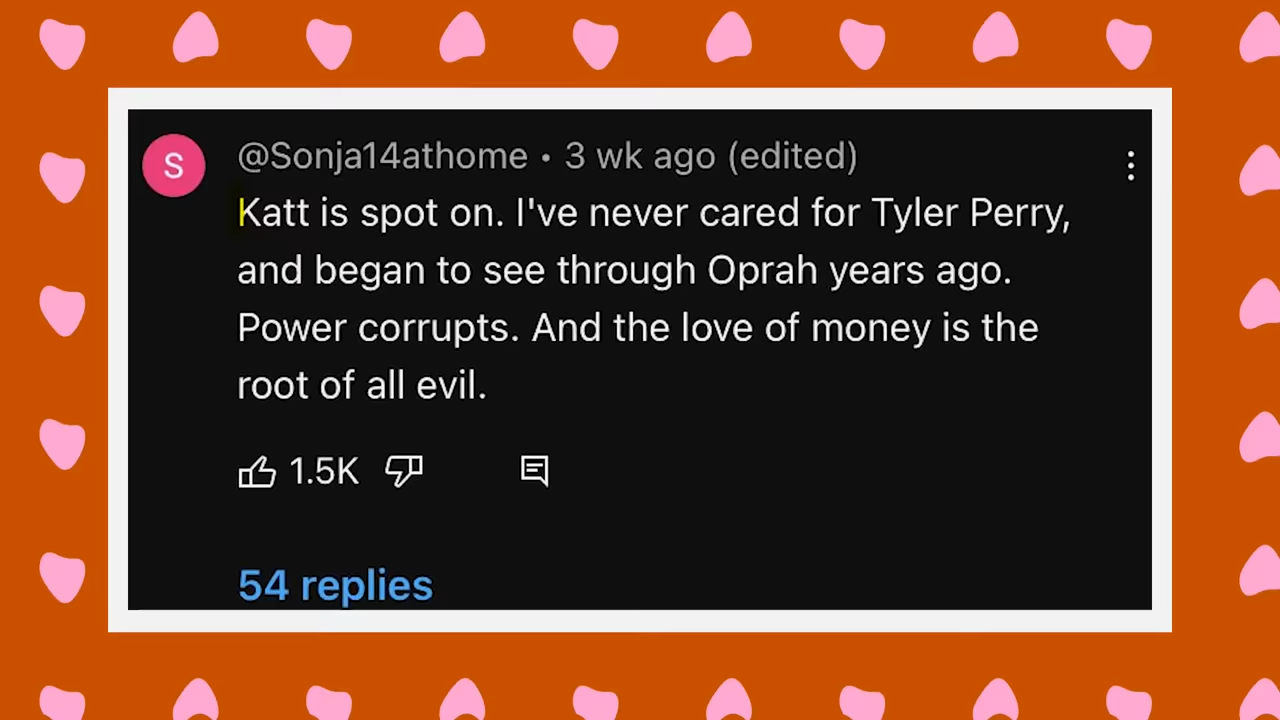 S
@Sonja14athome • 3 wk ago (edited)
Katt is spot on. I've never cared for Tyler Perry,
and began to see through Oprah years ago.
Power corrupts. And the love of money is the
root of all evil.
1.5K
54 replies